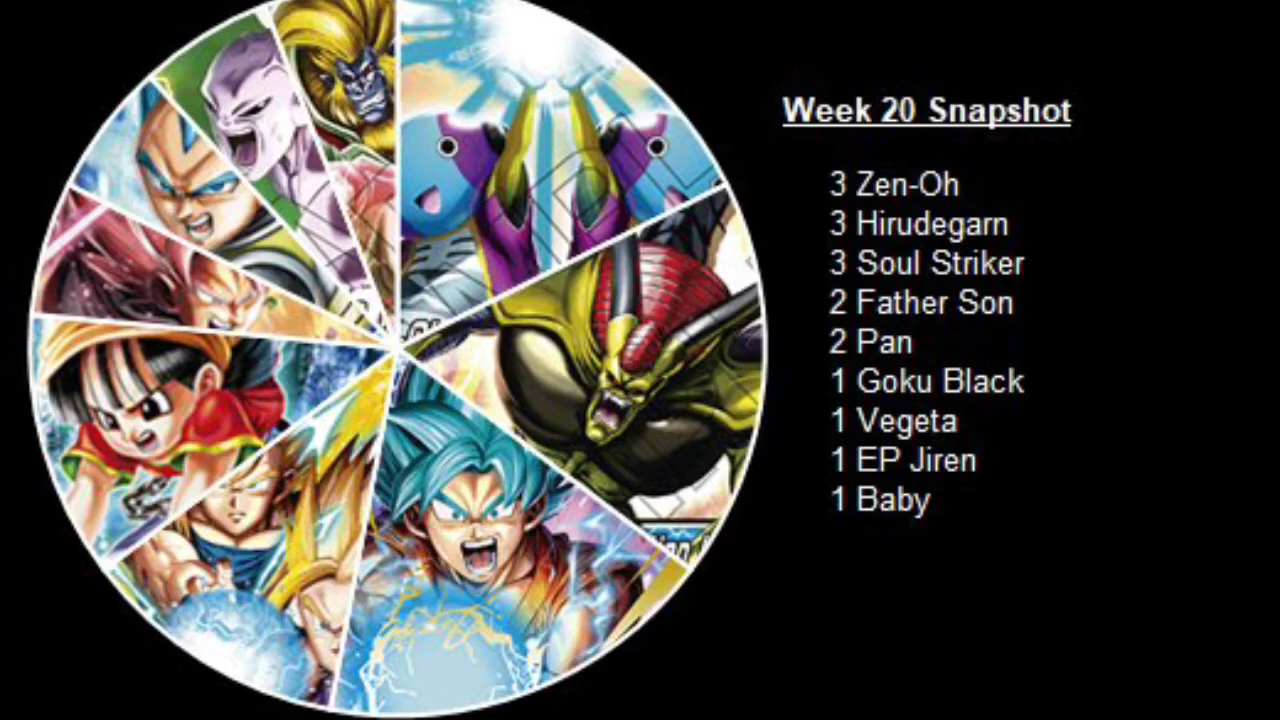 Week 20 Snapshot
3 Zen-Oh
3 Hirudegarn
3 Soul Striker
2 Father Son
2 Pan
1 Goku Black
1 Vegeta
1 EP Jiren
1 Baby